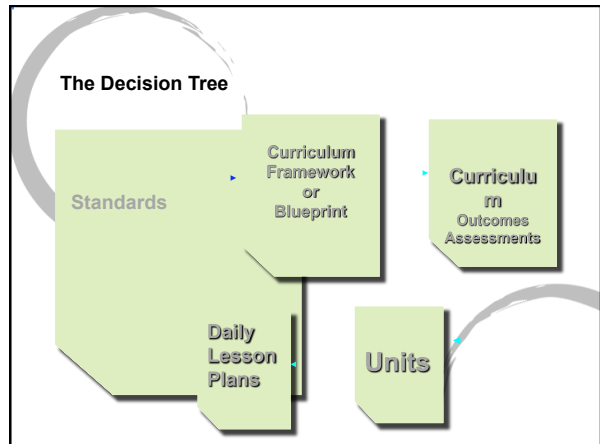 The Decision Tree
Standards
Curriculum
Framework
or
Blueprint
Curriculu
m
Outcomes
Assessments
Daily
Lesson
Plans
Units